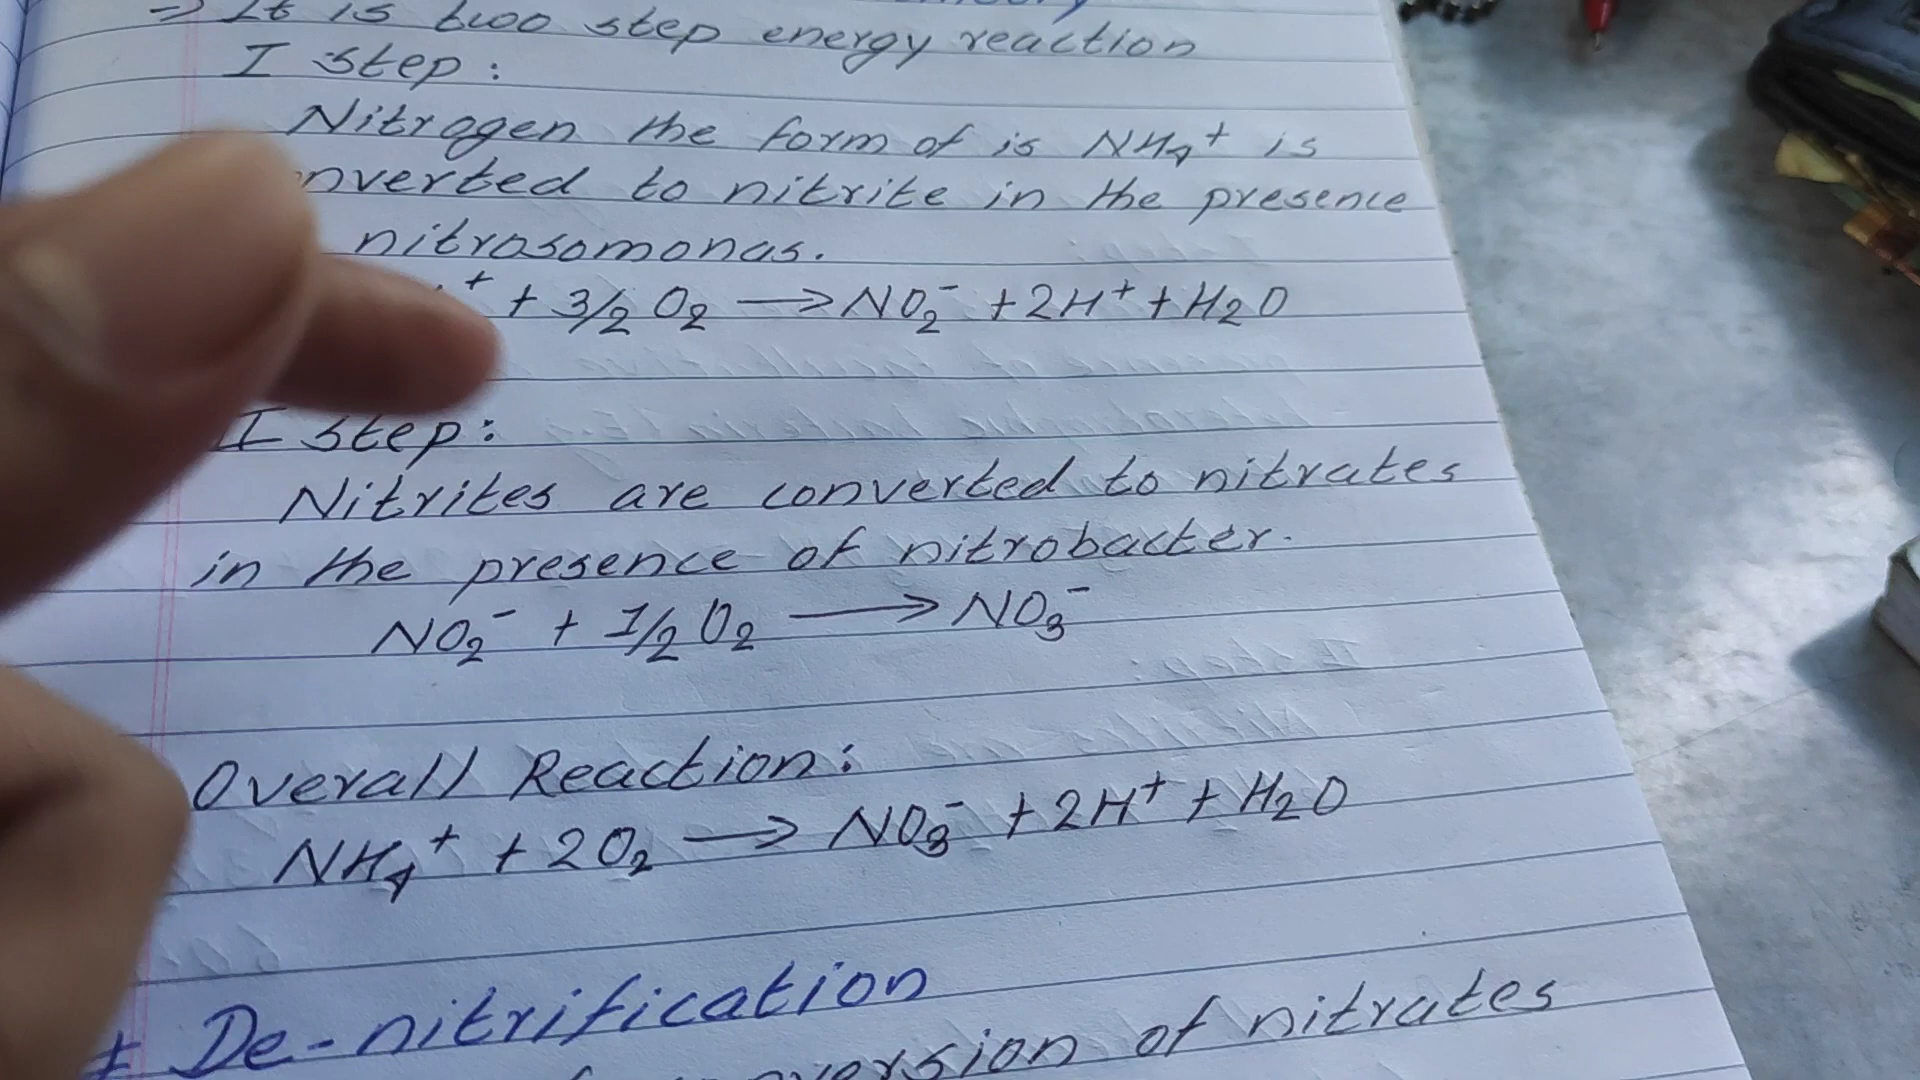 => It is two step energy reaction
I step:
Nitrogen the form of is NH₄⁺ is
nverted to nitrite in the presence
nitrosomonas.
⁺ + 3/2 O₂ → NO₂⁻ + 2H⁺ + H₂O
I step:
Nitrites are converted to nitrates
in the presence of nitrobacter.
NO₂⁻ + 1/2 O₂ → NO₃⁻
Overall Reaction:
NH₄⁺ + 2O₂ → NO₃⁻ + 2H⁺ + H₂O
* De-nitrification
version of nitrates